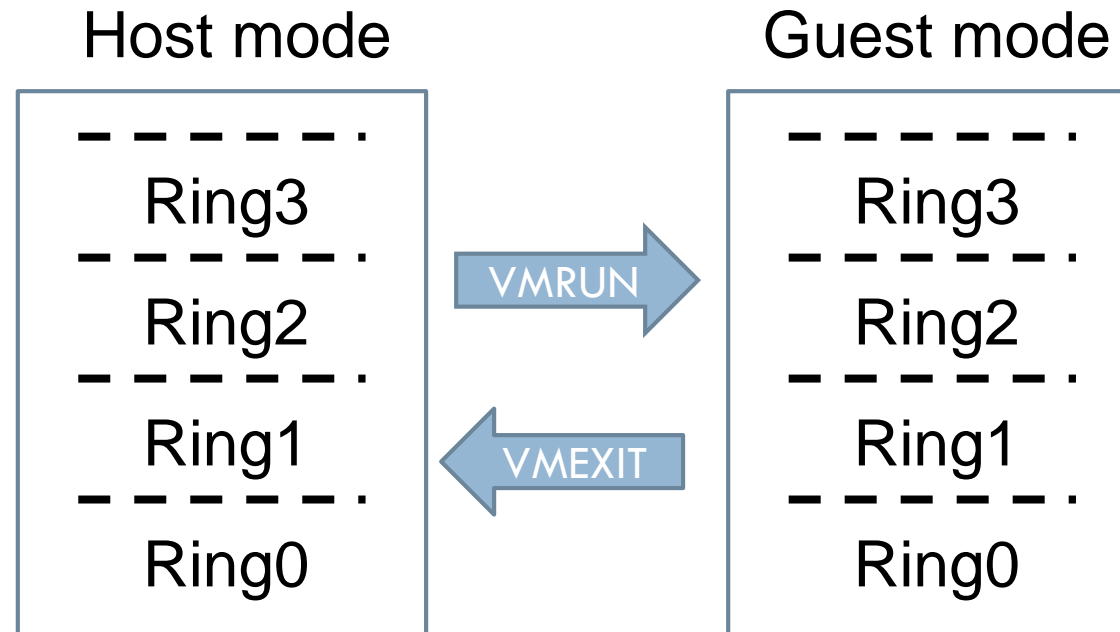 Host mode
Guest mode
Ring3
Ring2
Ring1
Ring0
VMRUN
VMEXIT
Ring3
Ring2
Ring1
Ring0